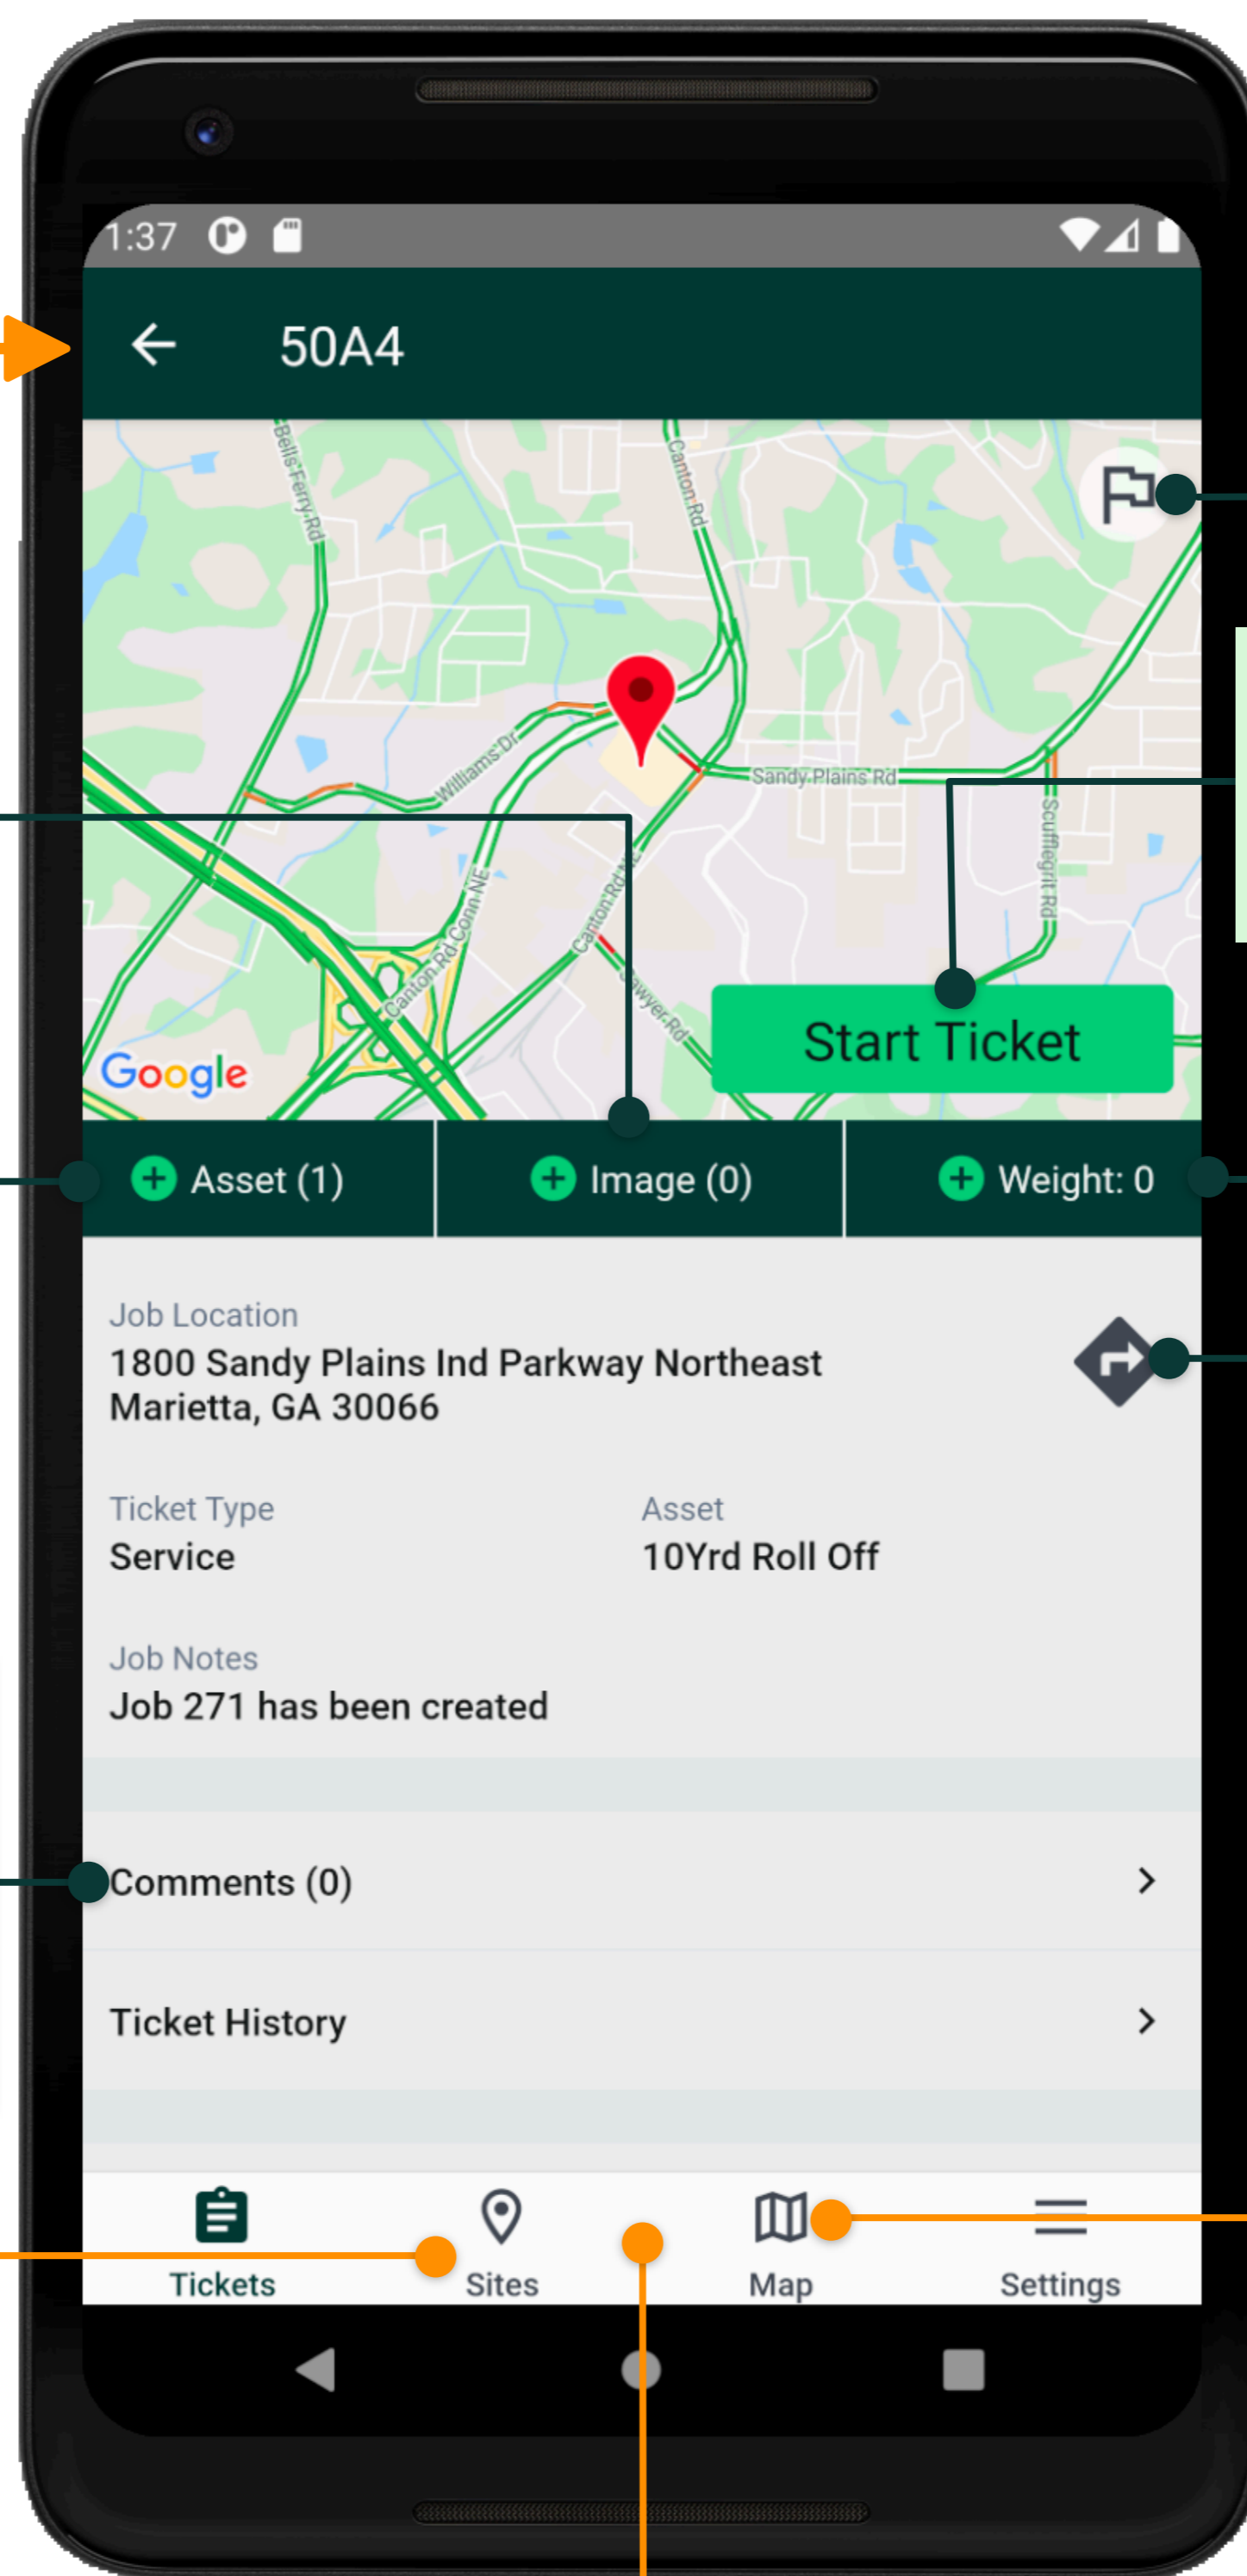 1:37
50A4
Bells Ferry Rd
Canton Rd
Williams Dr
Sandy Plains Rd
Scufflegrit Rd
Canton Rd Conn NE
Canton Rd NE
Sawyer Rd
Start Ticket
Google
Asset (1)
Image (0)
Weight: 0
Job Location
1800 Sandy Plains Ind Parkway Northeast
Marietta, GA 30066
Ticket Type
Asset
Service
10Yrd Roll Off
Job Notes
Job 271 has been created
Comments (0)
Ticket History
Tickets
Sites
Map
Settings